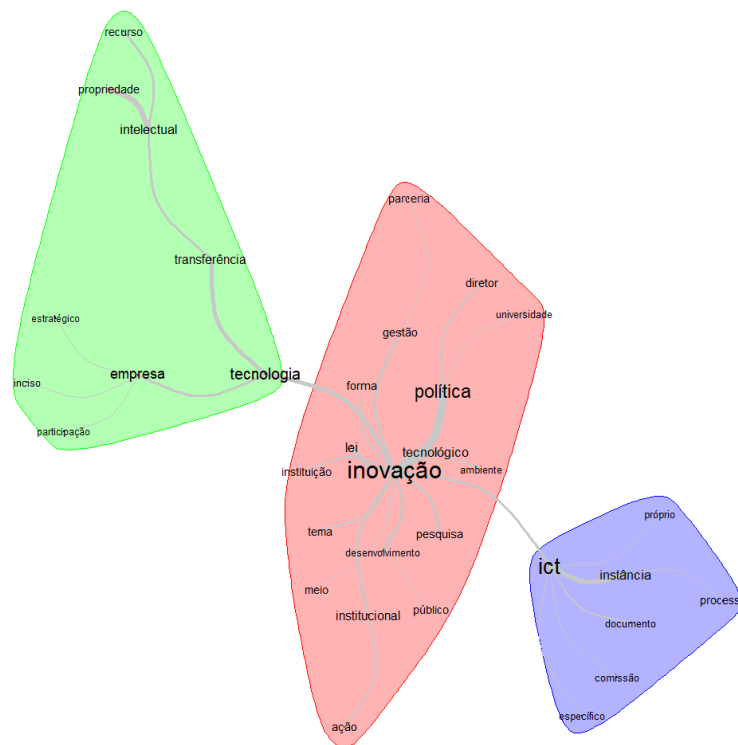 recurso
propriedade
intelectual
parceria
transferência
diretor
universidade
estratégico
gestão
empresa
tecnologia
inciso
forma
política
participação
lei
tecnológico
instituição
inovação
ambiente
próprio
tema
pesquisa
desenvolvimento
ict
instância
meio
process
institucional
público
documento
comissão
ação
específico